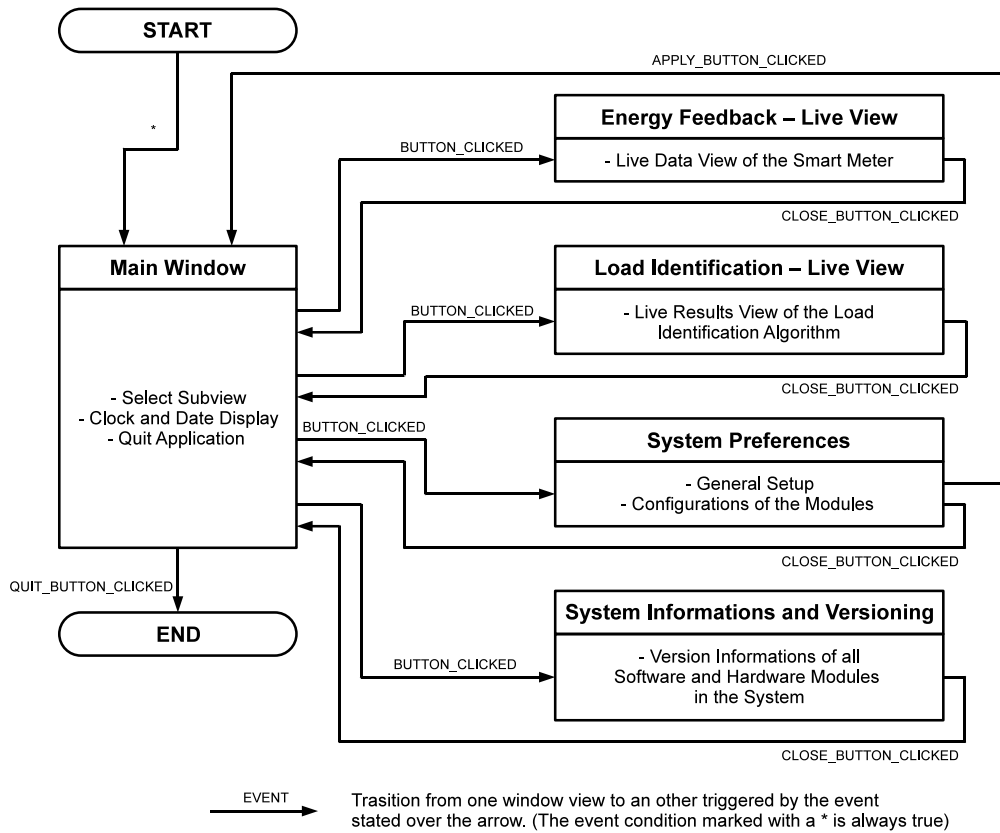 START
APPLY_BUTTON_CLICKED
*
Energy Feedback – Live View
- Live Data View of the Smart Meter
BUTTON_CLICKED
CLOSE_BUTTON_CLICKED
Main Window
- Select Subview
- Clock and Date Display
- Quit Application
Load Identification – Live View
- Live Results View of the Load
Identification Algorithm
BUTTON_CLICKED
CLOSE_BUTTON_CLICKED
BUTTON_CLICKED
System Preferences
- General Setup
- Configurations of the Modules
CLOSE_BUTTON_CLICKED
QUIT_BUTTON_CLICKED
END
System Informations and Versioning
- Version Informations of all
Software and Hardware Modules
in the System
BUTTON_CLICKED
CLOSE_BUTTON_CLICKED
EVENT
Trasition from one window view to an other triggered by the event
stated over the arrow. (The event condition marked with a * is always true)